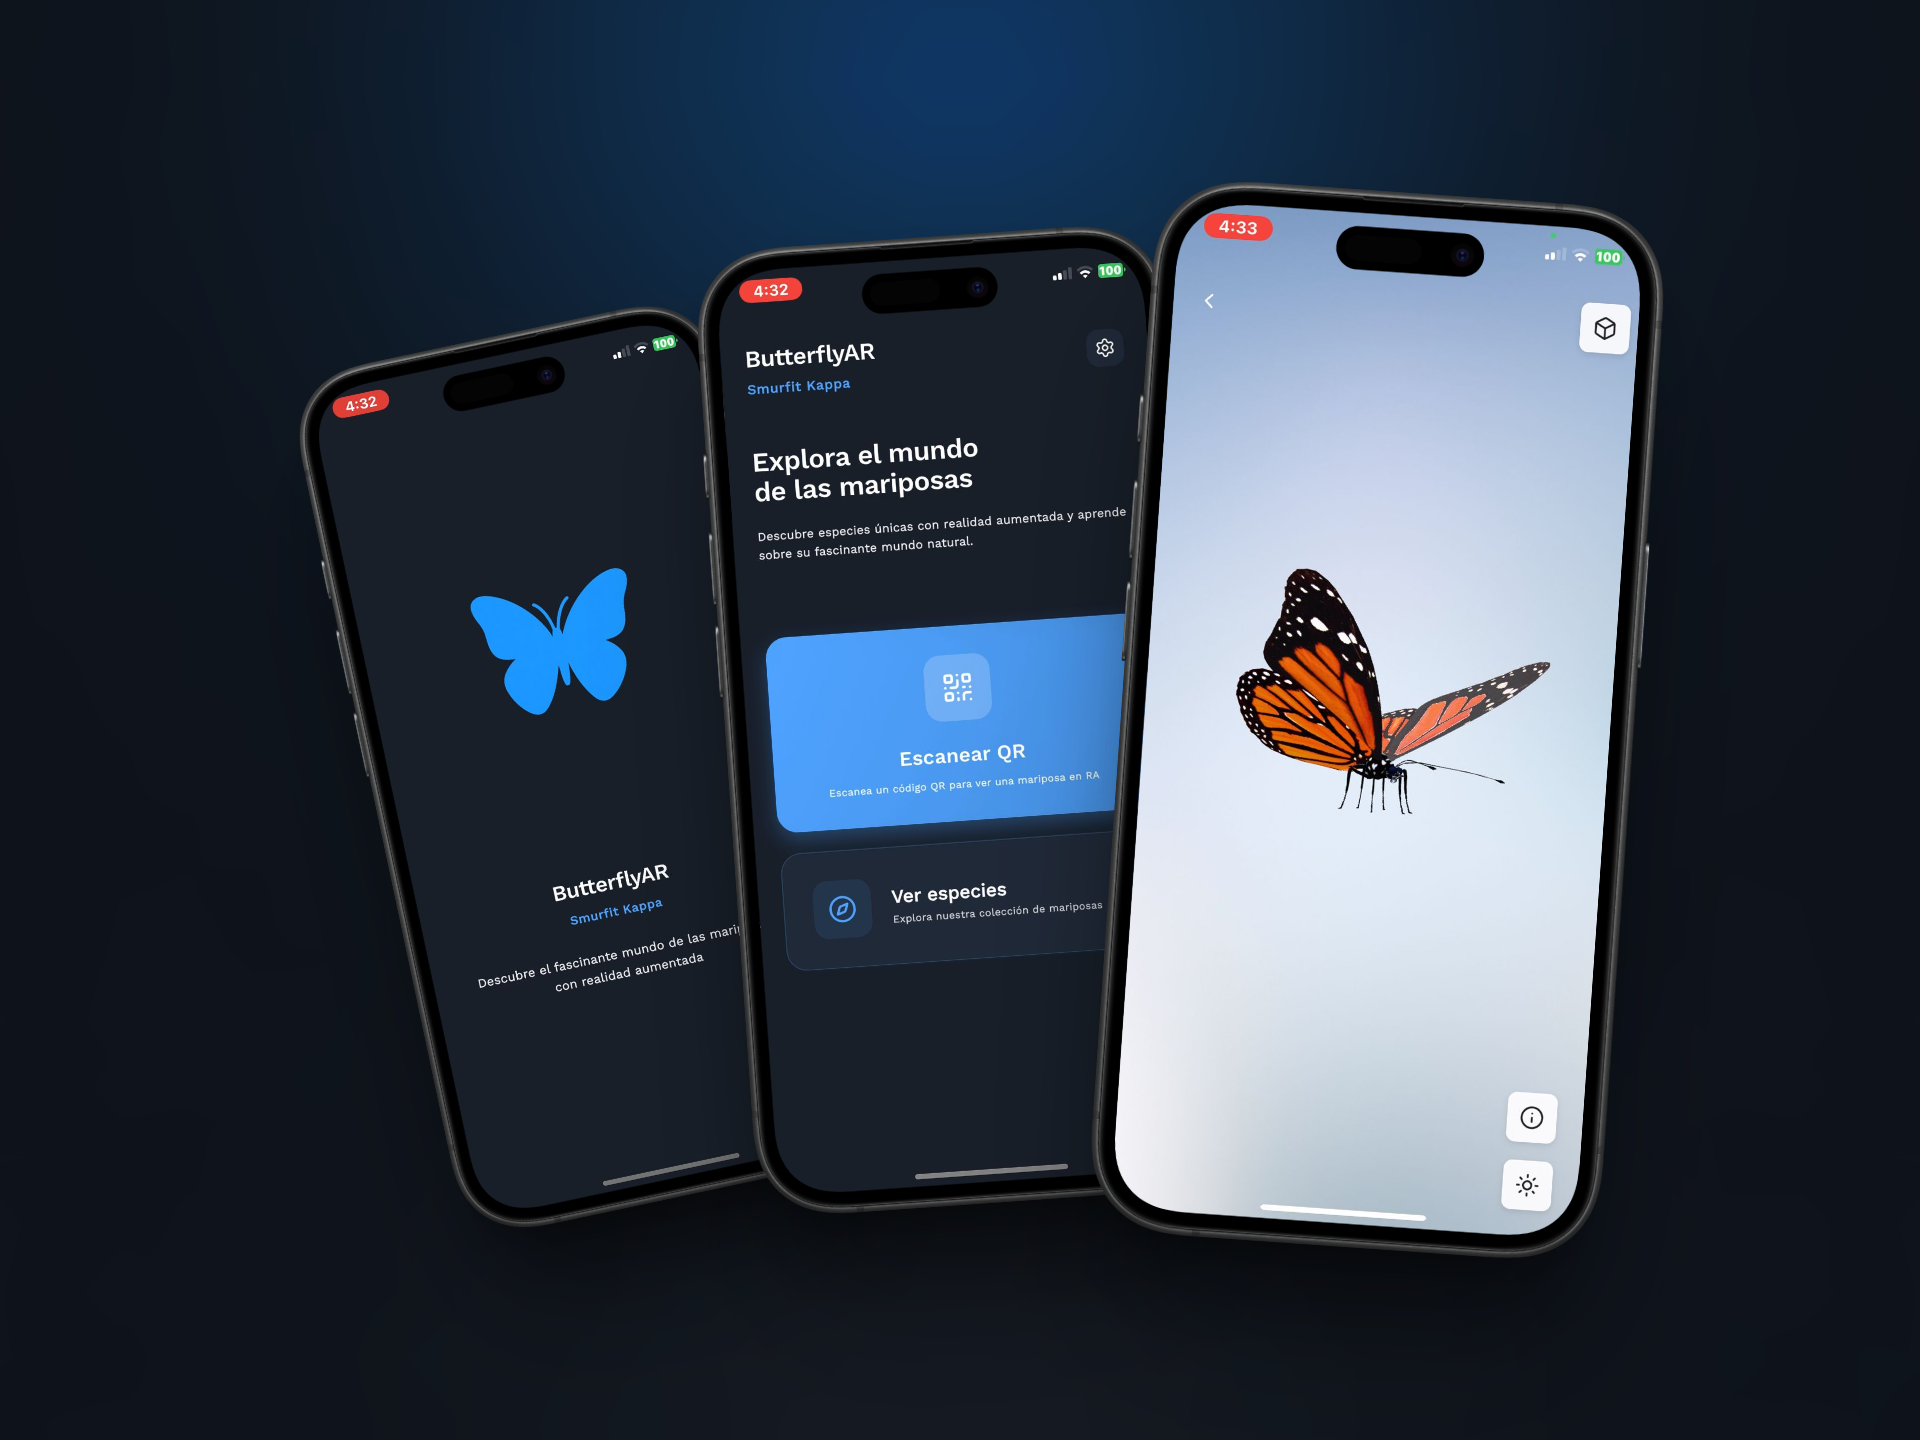 4:32
100
ButterflyAR
Smurfit Kappa
Descubre el fascinante mundo de las
con realidad aumentada
4:32
100
ButterflyAR
Smurfit Kappa
Explora el mundo
de las mariposas
Descubre especies únicas con realidad aumentada y aprende
sobre su fascinante mundo natural.
Escanear QR
Escanea un código QR para ver una mariposa en RA
Ver especies
Explora nuestra colección de mariposas
4:33
100